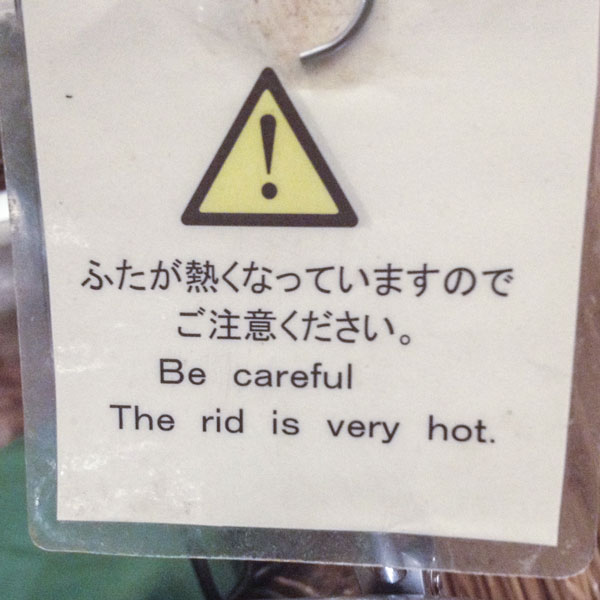 ふたが熱くなっていますので
ご注意ください。
Be careful
The rid is very hot.